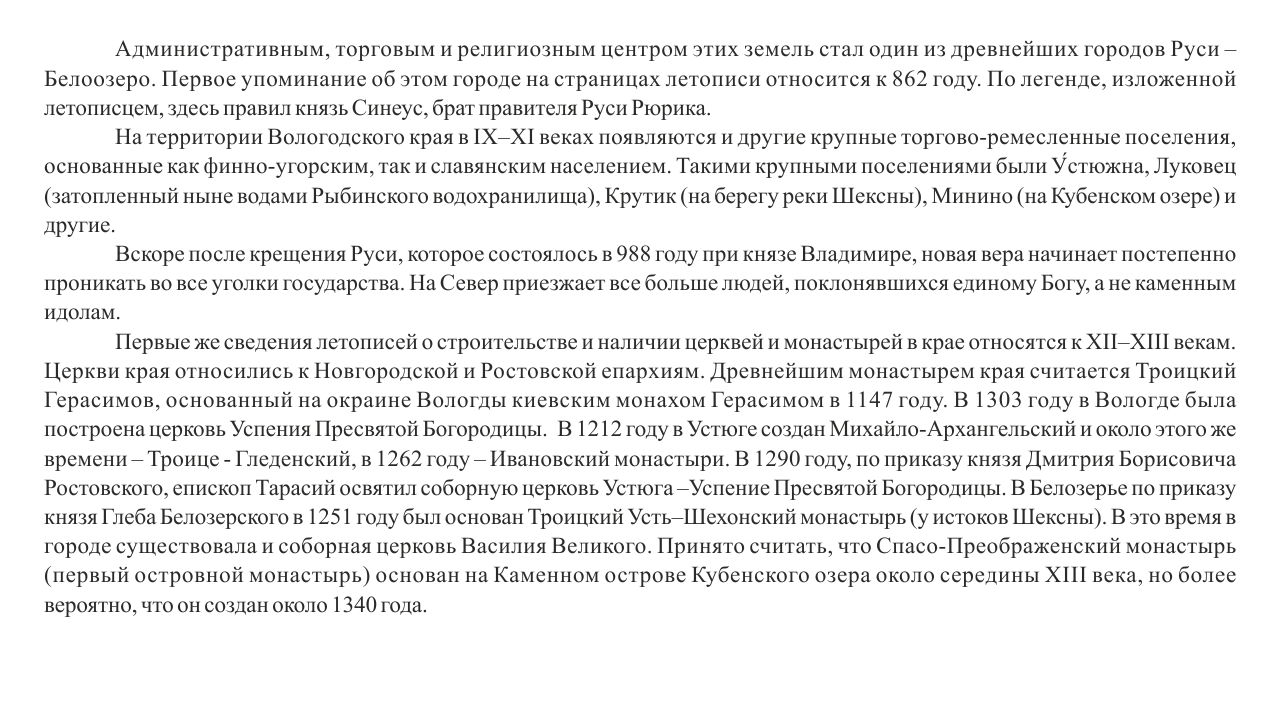 Административным, торговым и религиозным центром этих земель стал один из древнейших городов Руси –
Белоозеро. Первое упоминание об этом городе на страницах летописи относится к 862 году. По легенде, изложенной
летописцем, здесь правил князь Синеус, брат правителя Руси Рюрика.
На территории Вологодского края в IX–XI веках появляются и другие крупные торгово-ремесленные поселения,
основанные как финно-угорским, так и славянским населением. Такими крупными поселениями были У́стюжна, Луковец
(затопленный ныне водами Рыбинского водохранилища), Крутик (на берегу реки Шексны), Минино (на Кубенском озере) и
другие.
Вскоре после крещения Руси, которое состоялось в 988 году при князе Владимире, новая вера начинает постепенно
проникать во все уголки государства. На Север приезжает все больше людей, поклонявшихся единому Богу, а не каменным
идолам.
Первые же сведения летописей о строительстве и наличии церквей и монастырей в крае относятся к XII–XIII векам.
Церкви края относились к Новгородской и Ростовской епархиям. Древнейшим монастырем края считается Троицкий
Герасимов, основанный на окраине Вологды киевским монахом Герасимом в 1147 году. В 1303 году в Вологде была
построена церковь Успения Пресвятой Богородицы. В 1212 году в Устюге создан Михайло-Архангельский и около этого же
времени – Троице - Гледенский, в 1262 году – Ивановский монастыри. В 1290 году, по приказу князя Дмитрия Борисовича
Ростовского, епископ Тарасий освятил соборную церковь Устюга –Успение Пресвятой Богородицы. В Белозерье по приказу
князя Глеба Белозерского в 1251 году был основан Троицкий Усть–Шехонский монастырь (у истоков Шексны). В это время в
городе существовала и соборная церковь Василия Великого. Принято считать, что Спасо-Преображенский монастырь
(первый островной монастырь) основан на Каменном острове Кубенского озера около середины XIII века, но более
вероятно, что он создан около 1340 года.